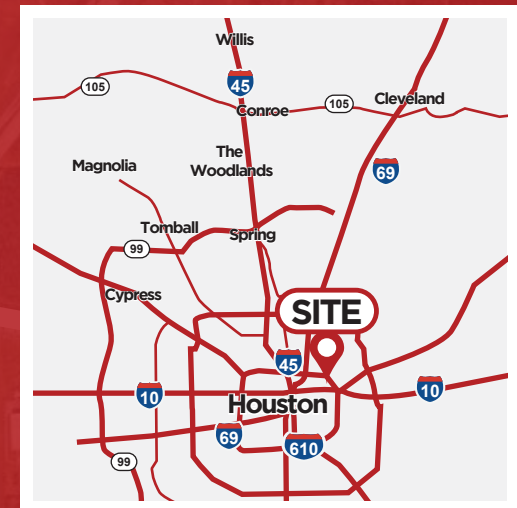 Willis
45
105
Conroe
105
Cleveland
The
Woodlands
Magnolia
69
Tomball
Spring
99
Cypress
SITE
45
10
10
Houston
69
610
99